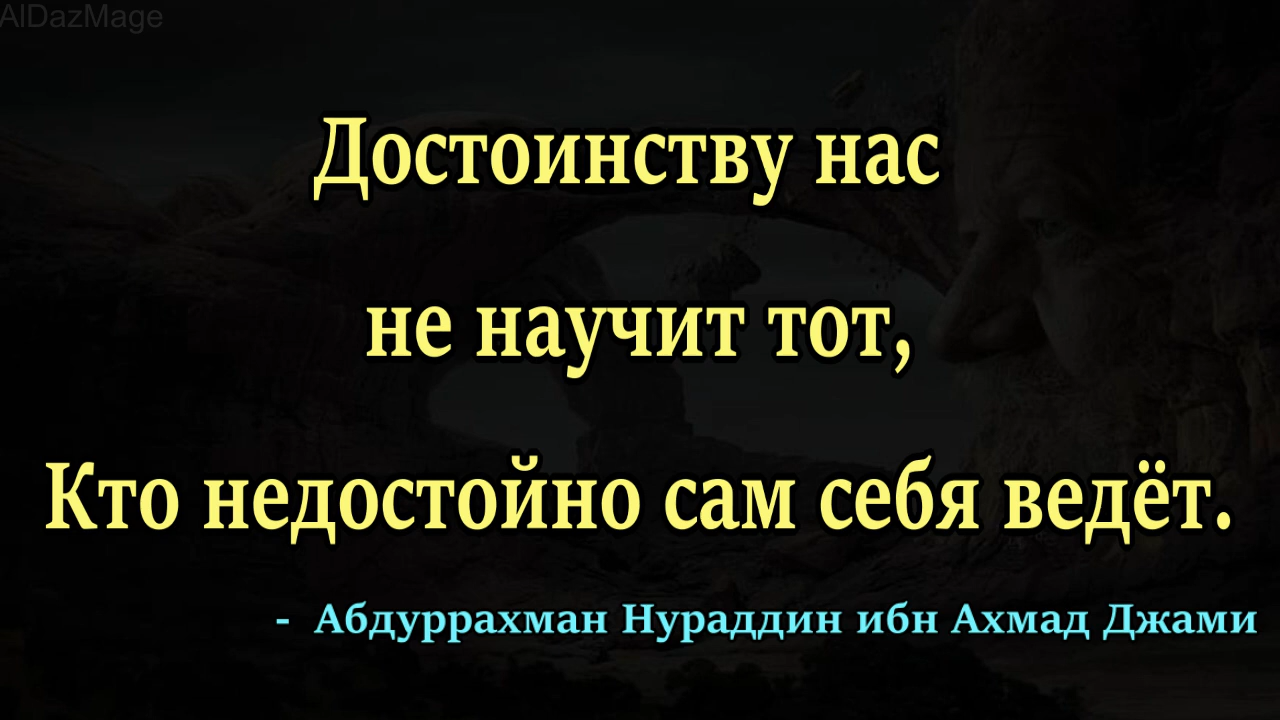 AlDazMage
Достоинству нас
не научит тот,
Кто недостойно сам себя ведёт.
- Абдуррахман Нураддин ибн Ахмад Джами